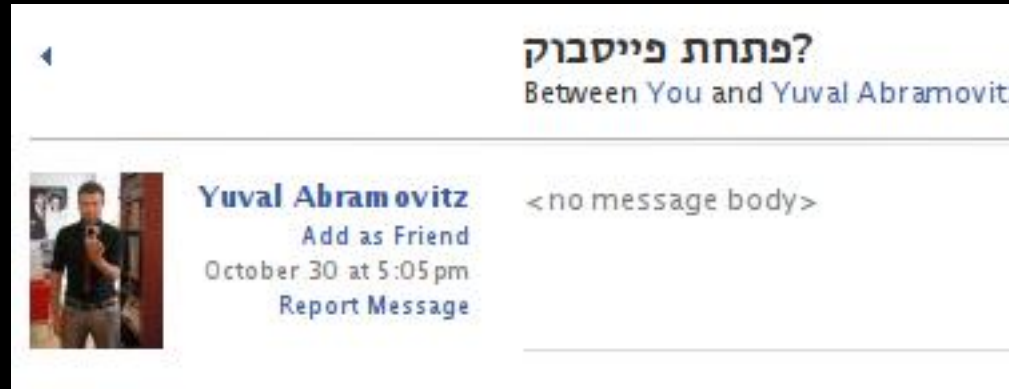 פתחת פייסבוק?
Between You and Yuval Abramovitz
Yuval Abramovitz
Add as Friend
October 30 at 5:05pm
Report Message
<no message body>